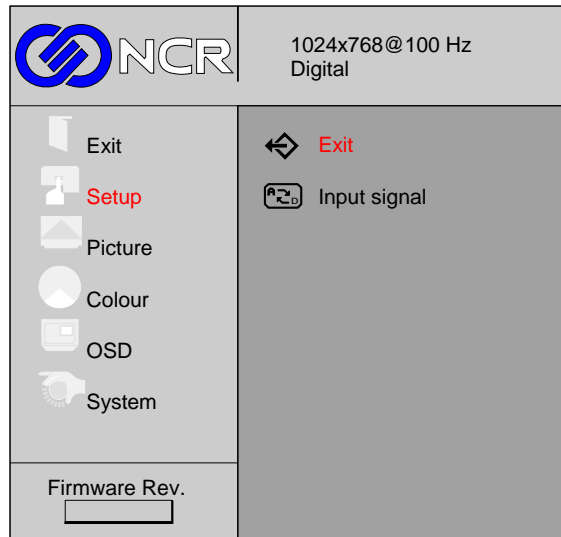 NCR
1024x768@100 Hz
Digital
Exit
Setup
Picture
Colour
OSD
System
Firmware Rev.
Exit
A D
Input signal